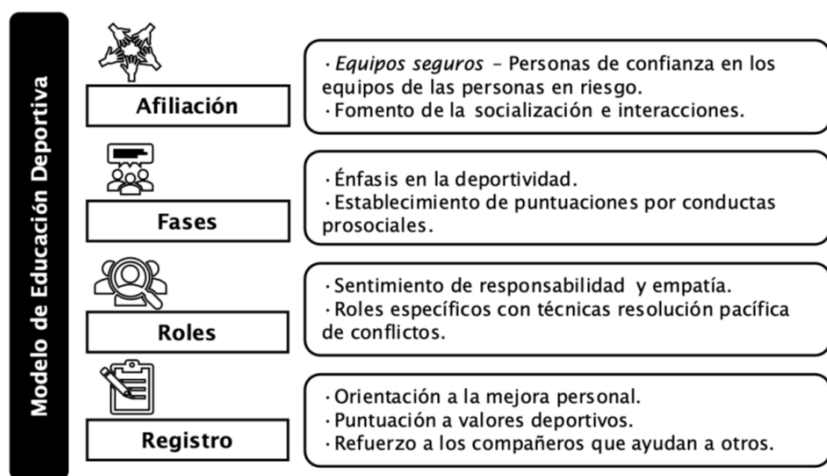 Modelo de Educación Deportiva
Afiliación
· Equipos seguros – Personas de confianza en los
equipos de las personas en riesgo.
· Fomento de la socialización e interacciones.
Fases
· Énfasis en la deportividad.
· Establecimiento de puntuaciones por conductas
prosociales.
Roles
· Sentimiento de responsabilidad y empatía.
· Roles específicos con técnicas resolución pacífica
de conflictos.
Registro
· Orientación a la mejora personal.
· Puntuación a valores deportivos.
· Refuerzo a los compañeros que ayudan a otros.